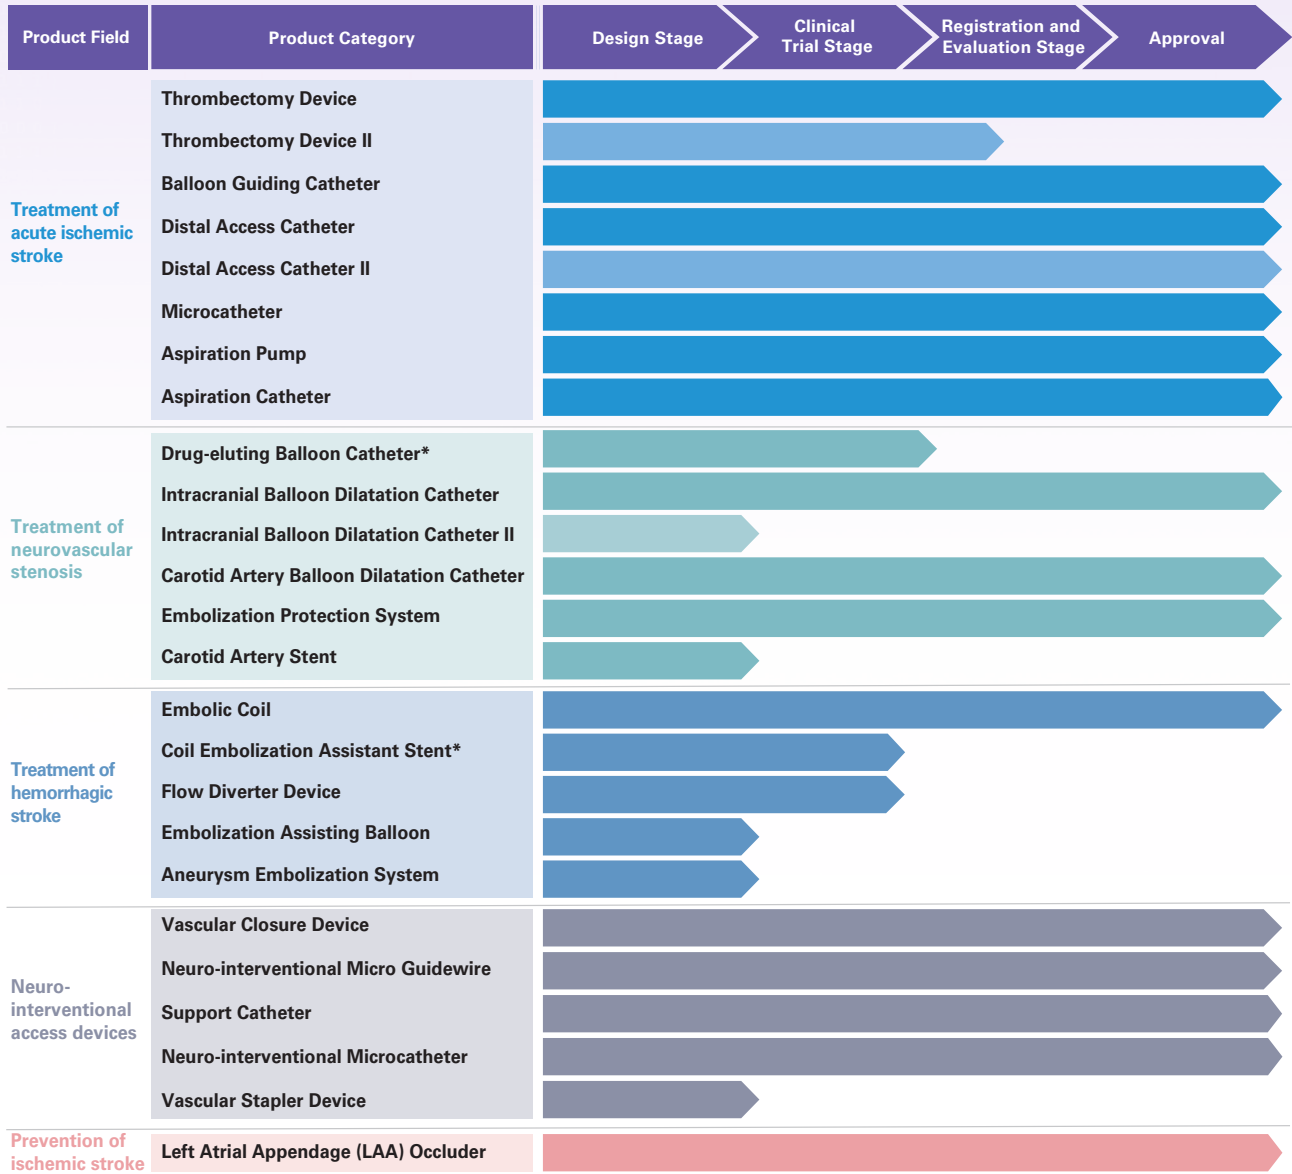 Product Field
Product Category
Design Stage
Clinical
Trial Stage
Registration and
Evaluation Stage
Approval
Treatment of
acute ischemic
stroke
Thrombectomy Device
Thrombectomy Device II
Balloon Guiding Catheter
Distal Access Catheter
Distal Access Catheter II
Microcatheter
Aspiration Pump
Aspiration Catheter
Treatment of
neurovascular
stenosis
Drug-eluting Balloon Catheter*
Intracranial Balloon Dilatation Catheter
Intracranial Balloon Dilatation Catheter II
Carotid Artery Balloon Dilatation Catheter
Embolization Protection System
Carotid Artery Stent
Treatment of
hemorrhagic
stroke
Embolic Coil
Coil Embolization Assistant Stent*
Flow Diverter Device
Embolization Assisting Balloon
Aneurysm Embolization System
Neuro-
interventional
access devices
Vascular Closure Device
Neuro-interventional Micro Guidewire
Support Catheter
Neuro-interventional Microcatheter
Vascular Stapler Device
Prevention of
ischemic stroke
Left Atrial Appendage (LAA) Occluder